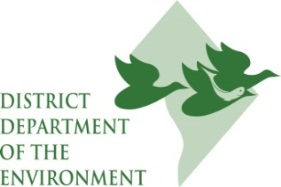 DISTRICT
DEPARTMENT
OF THE
ENVIRONMENT